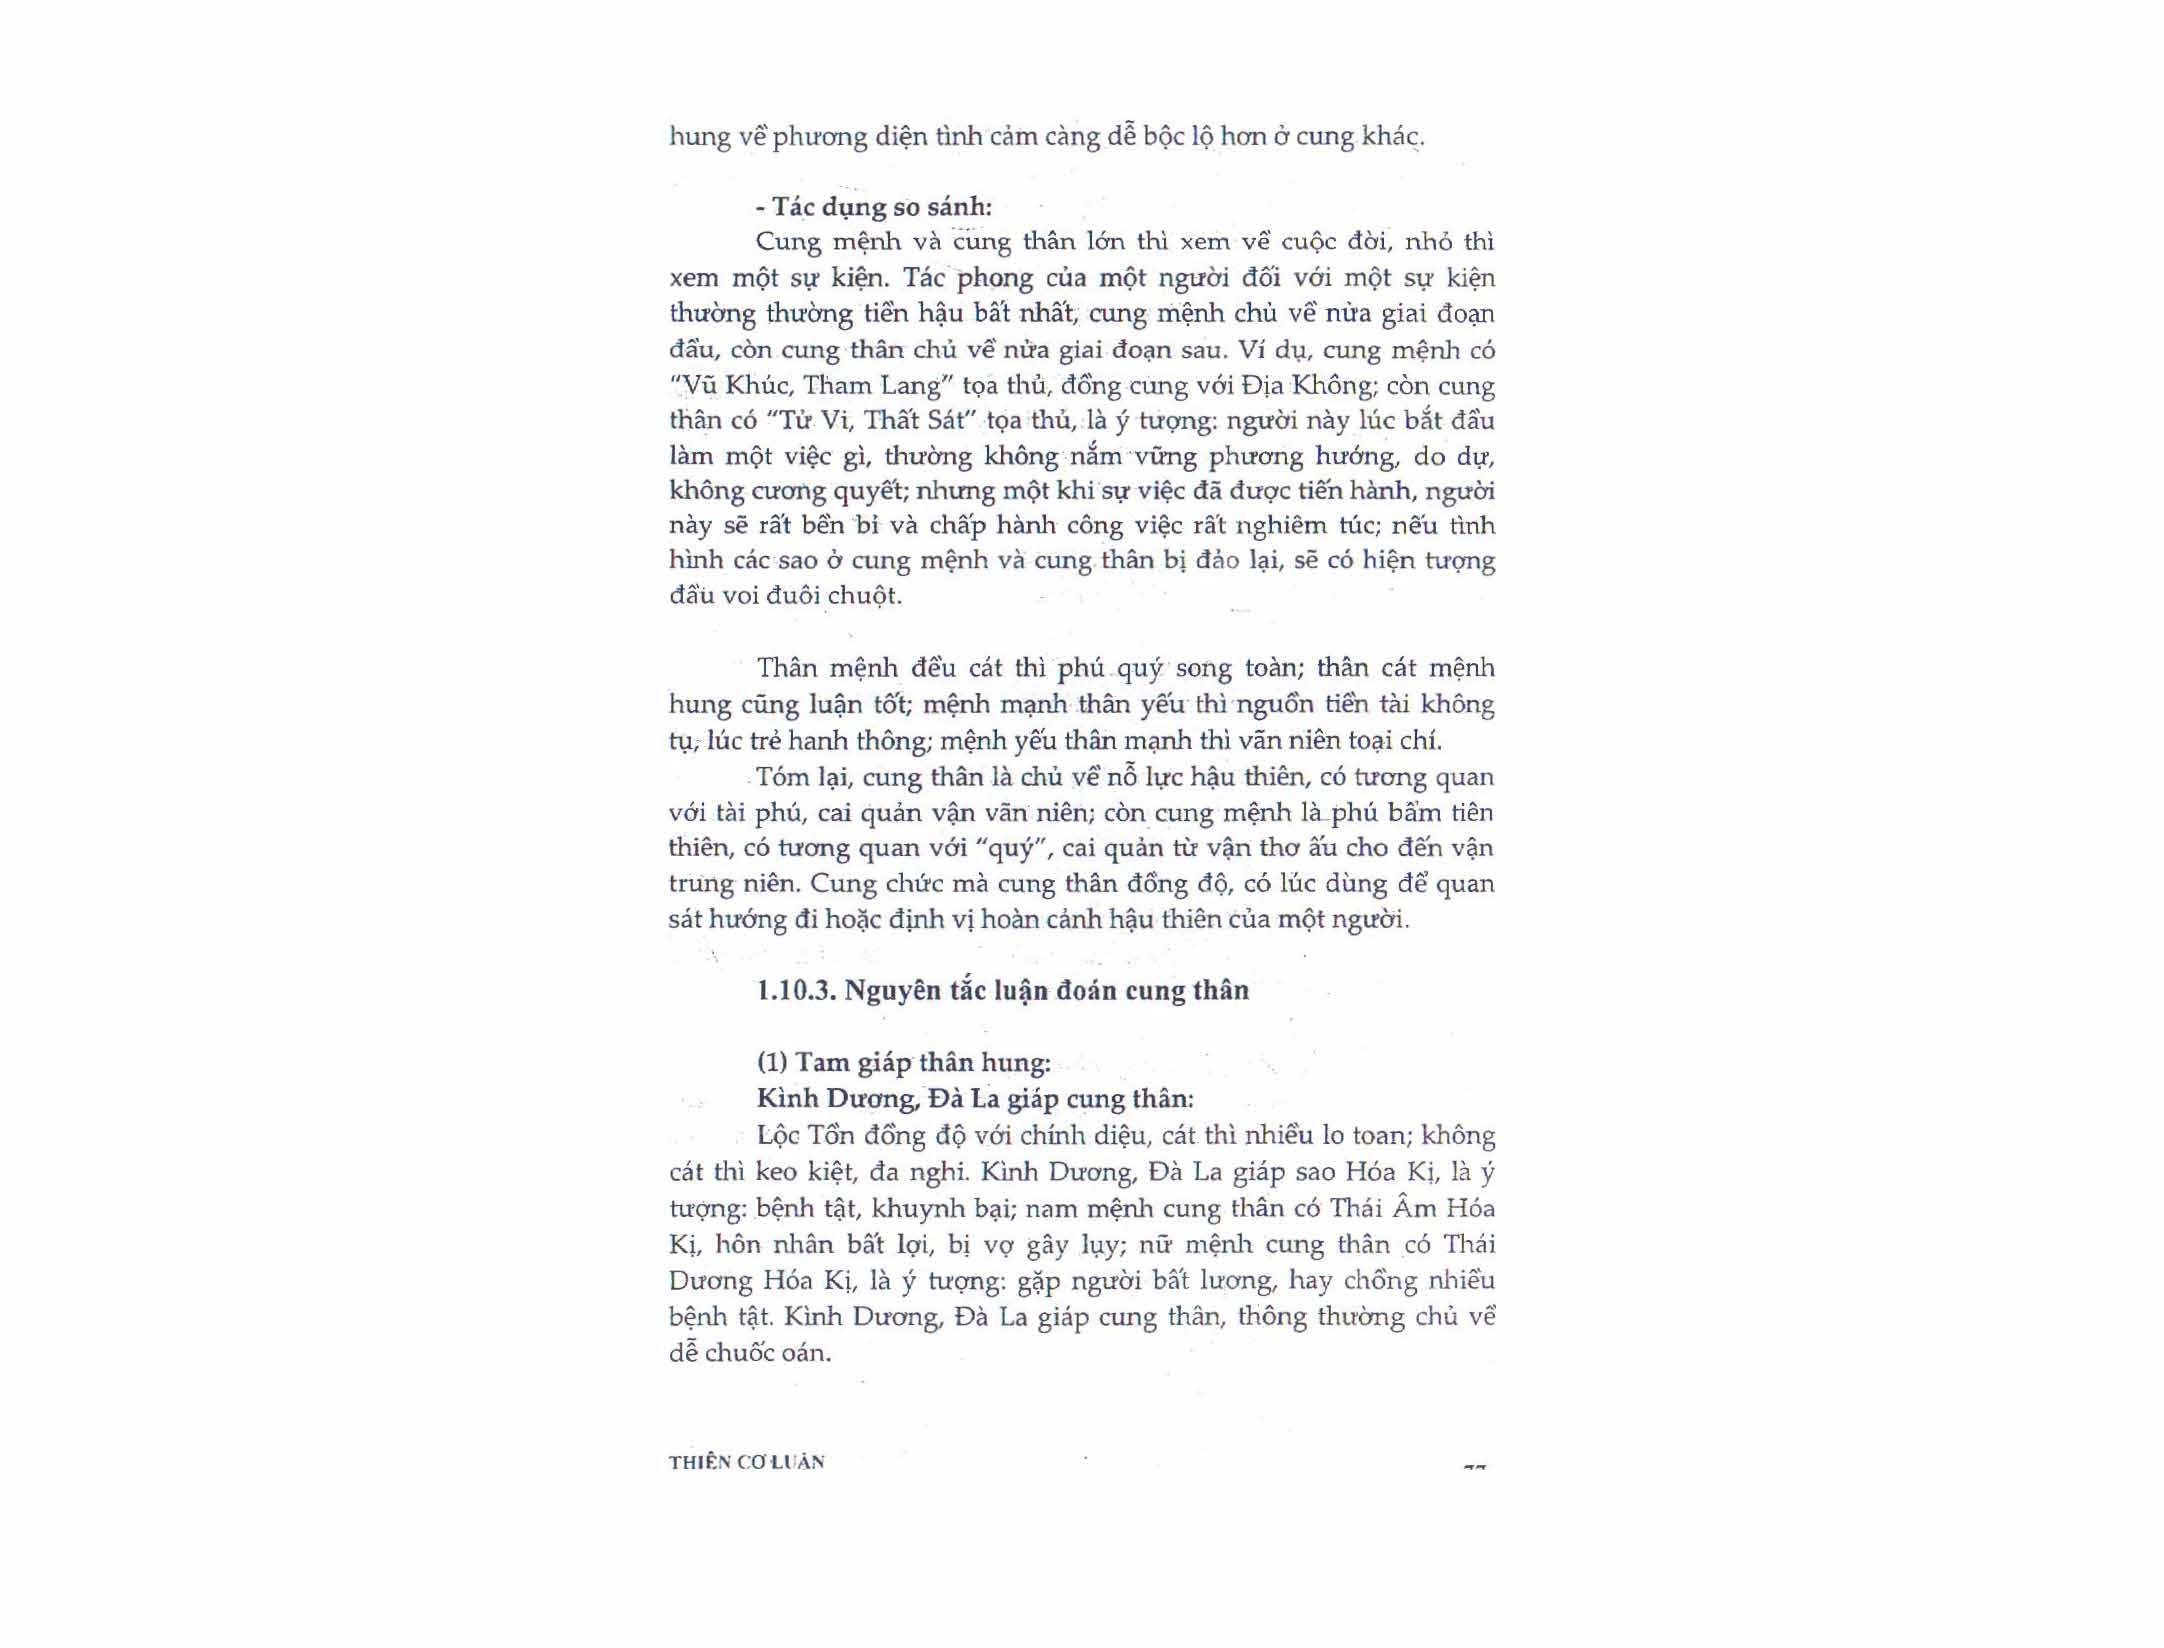 hung về phương diện tình cảm càng dễ bộc lộ hơn ở cung khác.
- Tác dụng so sánh:
Cung mệnh và cung thân lớn thì xem về cuộc đời, nhỏ thì
xem một sự kiện. Tác phong của một người đối với một sự kiện
thường thường tiền hậu bất nhất, cung mệnh chủ về nửa giai đoạn
đầu, còn cung thân chủ về nửa giai đoạn sau. Ví dụ, cung mệnh có
"Vũ Khúc, Tham Lang" tọa thủ, đồng cung với Địa Không; còn cung
thân có "Tử Vi, Thất Sát" tọa thủ, là ý tượng: người này lúc bắt đầu
làm một việc gì, thường không nắm vững phương hướng, do dự,
không cương quyết; nhưng một khi sự việc đã được tiến hành, người
này sẽ rất bền bỉ và chấp hành công việc rất nghiêm túc; nếu tình
hình các sao ở cung mệnh và cung thân bị đảo lại, sẽ có hiện tượng
đầu voi đuôi chuột.
Thân mệnh đều cát thì phú quý song toàn; thân cát mệnh
hung cũng luận tốt; mệnh mạnh thân yếu thì nguồn tiền tài không
tụ, lúc trẻ hanh thông; mệnh yếu thân mạnh thì vãn niên toại chí.
Tóm lại, cung thân là chủ về nỗ lực hậu thiên, có tương quan
với tài phú, cai quản vận vãn niên; còn cung mệnh là phú bẩm tiên
thiên, có tương quan với "quý", cai quản từ vận thơ ấu cho đến vận
trung niên. Cung chức mà cung thân đồng độ, có lúc dùng để quan
sát hướng đi hoặc định vị hoàn cảnh hậu thiên của một người.
1.10.3. Nguyên tắc luận đoán cung thân
(1) Tam giáp thân hung:
Kình Dương, Đà La giáp cung thân:
Lộc Tồn đồng độ với chính diệu, cát thì nhiều lo toan; không
cát thì keo kiệt, đa nghi. Kình Dương, Đà La giáp sao Hóa Kị, là ý
tượng: bệnh tật, khuynh bại; nam mệnh cung thân có Thái Âm Hóa
Kị, hôn nhân bất lợi, bị vợ gây lụy; nữ mệnh cung thân có Thái
Dương Hóa Kị, là ý tượng: gặp người bất lương, hay chồng nhiều
bệnh tật. Kình Dương, Đà La giáp cung thân, thông thường chủ về
dễ chuốc oán.
THIÊN CƠ LUẬN